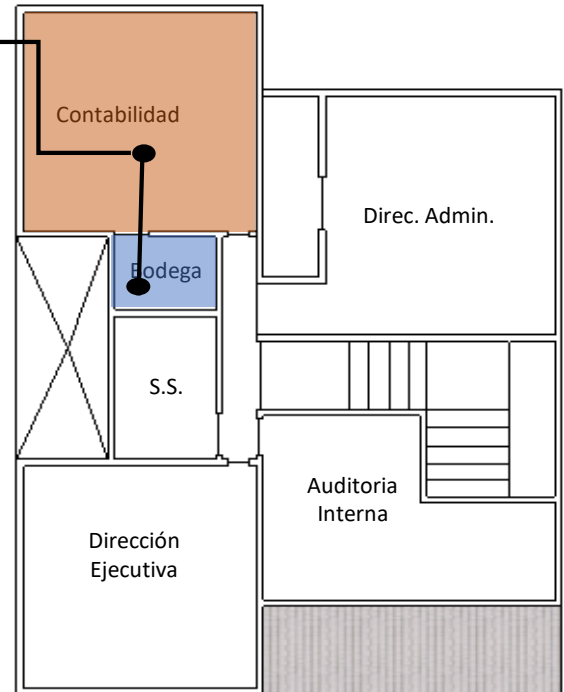 Contabilidad
Direc. Admin.
Bodega
S.S.
Auditoria
Interna
Dirección
Ejecutiva